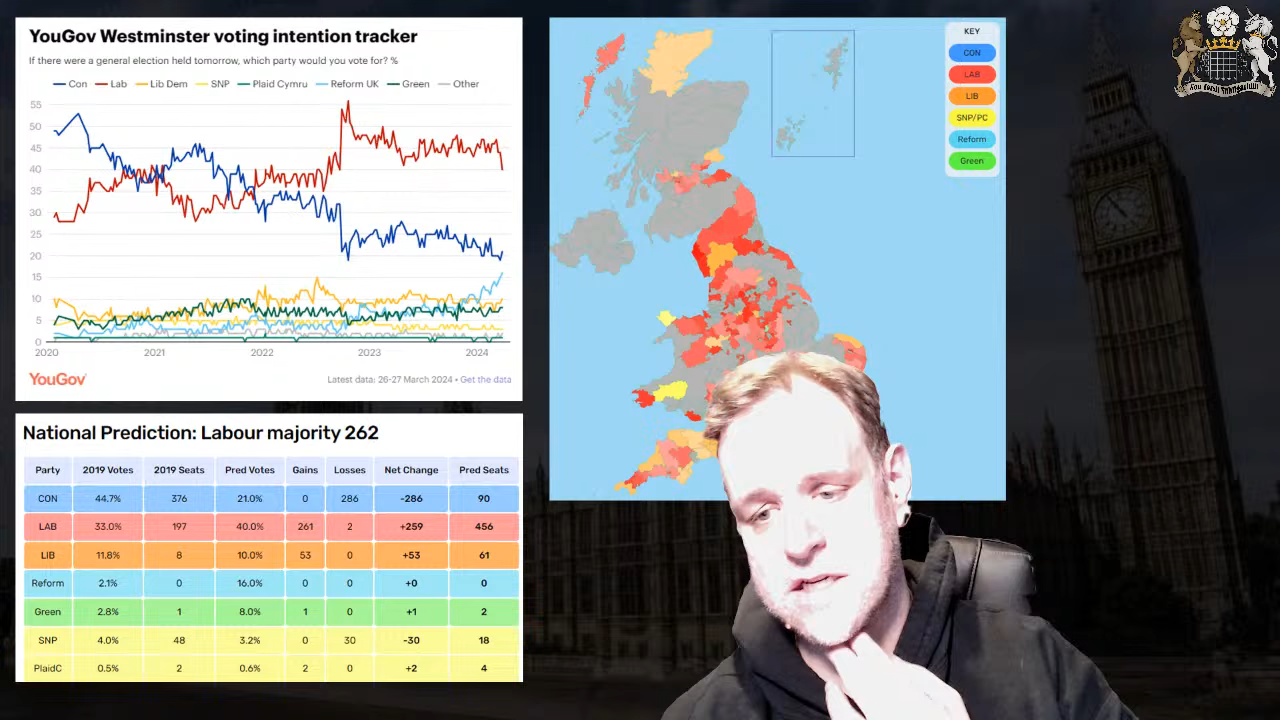 YouGov Westminster voting intention tracker
If there were a general election held tomorrow, which party would you vote for? %
Con Lab Lib Dem SNP Plaid Cymru Reform UK Green Other
55
50
45
40
35
30
25
20
15
10
5
0
2020 2021 2022 2023 2024
YouGov Latest data: 26-27 March 2024 • Get the data
National Prediction: Labour majority 262
Party 2019 Votes 2019 Seats Pred Votes Gains Losses Net Change Pred Seats
CON 44.7% 376 21.0% 0 286 -286 90
LAB 33.0% 197 40.0% 261 2 +259 456
LIB 11.8% 8 10.0% 53 0 +53 61
Reform 2.1% 0 16.0% 0 0 +0 0
Green 2.8% 1 8.0% 1 0 +1 2
SNP 4.0% 48 3.2% 0 30 -30 18
PlaidC 0.5% 2 0.6% 2 0 +2 4
KEY
CON
LAB
LIB
SNP/PC
Reform
Green